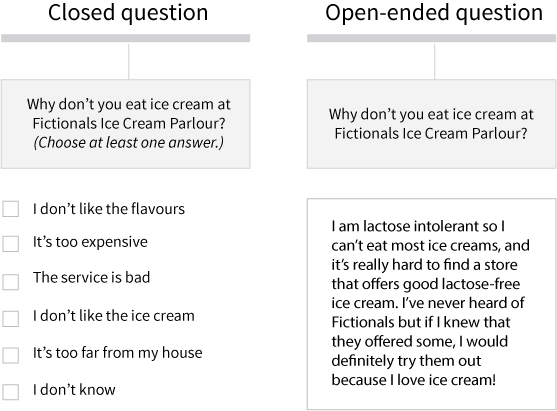 Closed question
Why don't you eat ice cream at
Fictionals Ice Cream Parlour?
(Choose at least one answer.)
I don't like the flavours
It's too expensive
The service is bad
I don't like the ice cream
It's too far from my house
I don't know
Open-ended question
Why don't you eat ice cream at
Fictionals Ice Cream Parlour?
I am lactose intolerant so I
can't eat most ice creams, and
it's really hard to find a store
that offers good lactose-free
ice cream. I've never heard of
Fictionals but if I knew that
they offered some, I would
definitely try them out
because I love ice cream!